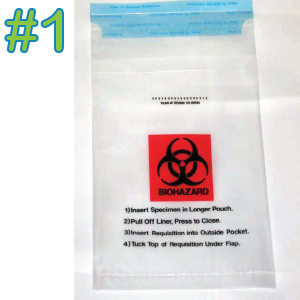 #1
BIOHAZARD
1)Insert Specimen in Longer Pouch.
2)Pull Off Liner, Press to Close.
3)Insert Requisition into Outside Pocket.
4)Tuck Top of Requisition Under Flap.